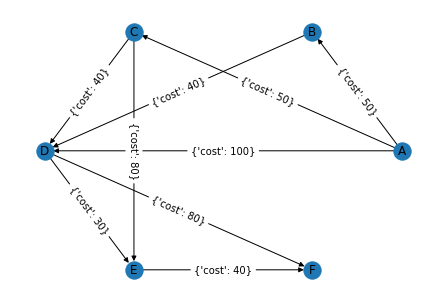 C
B
{'cost': 40}
{'cost': 40}
{'cost': 50}
{'cost': 50}
{'cost': 80}
D
{'cost': 100}
A
{'cost': 30}
{'cost': 80}
E
{'cost': 40}
F